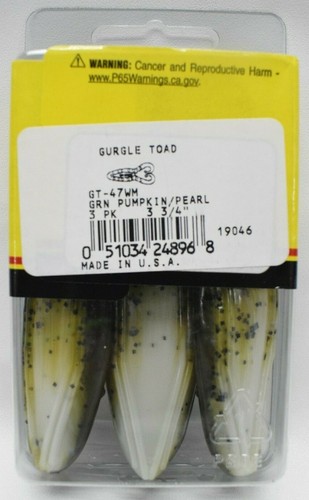 WARNING: Cancer and Reproductive Harm -
www.P65Warnings.ca.gov.
GURGLE TOAD
GT-47WM
GRN PUMPKIN/PEARL
3 PK 3 3/4"
19046
0 51034 24896 8
MADE IN U.S.A.